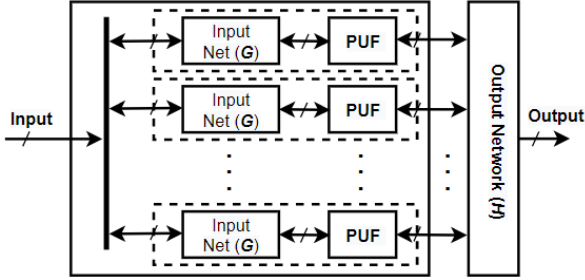 Input
Net (G)
PUF
Input
Net (G)
PUF
Input
Net (G)
PUF
Input
Output Network (H)
Output